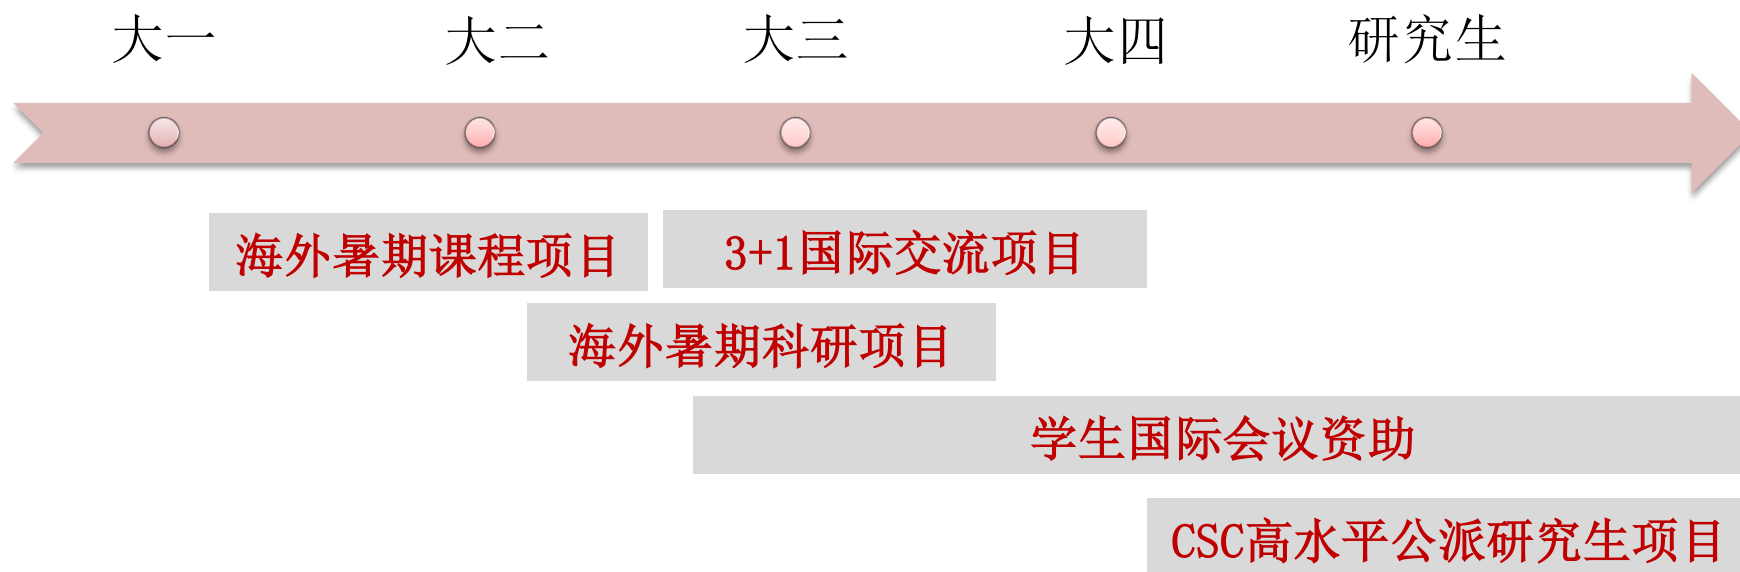 大一 大二 大三 大四 研究生
海外暑期课程项目 3+1国际交流项目
海外暑期科研项目
学生国际会议资助
CSC高水平公派研究生项目